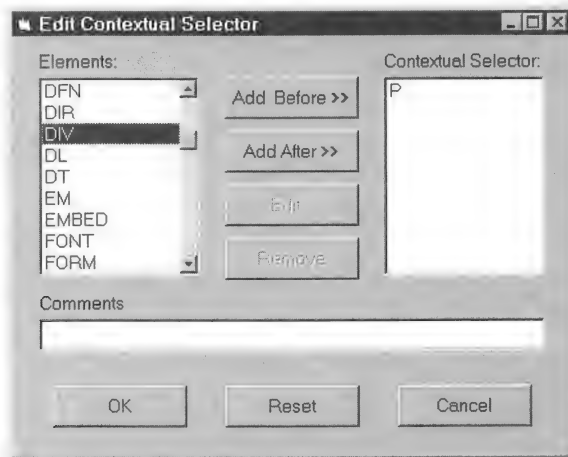 Edit Contextual Selector
Elements:
DFN
DIR
DIV
DL
DT
EM
EMBED
FONT
FORM
Add Before >>
Add After >>
Edit...
Remove
Contextual Selector:
P
Comments
OK
Reset
Cancel